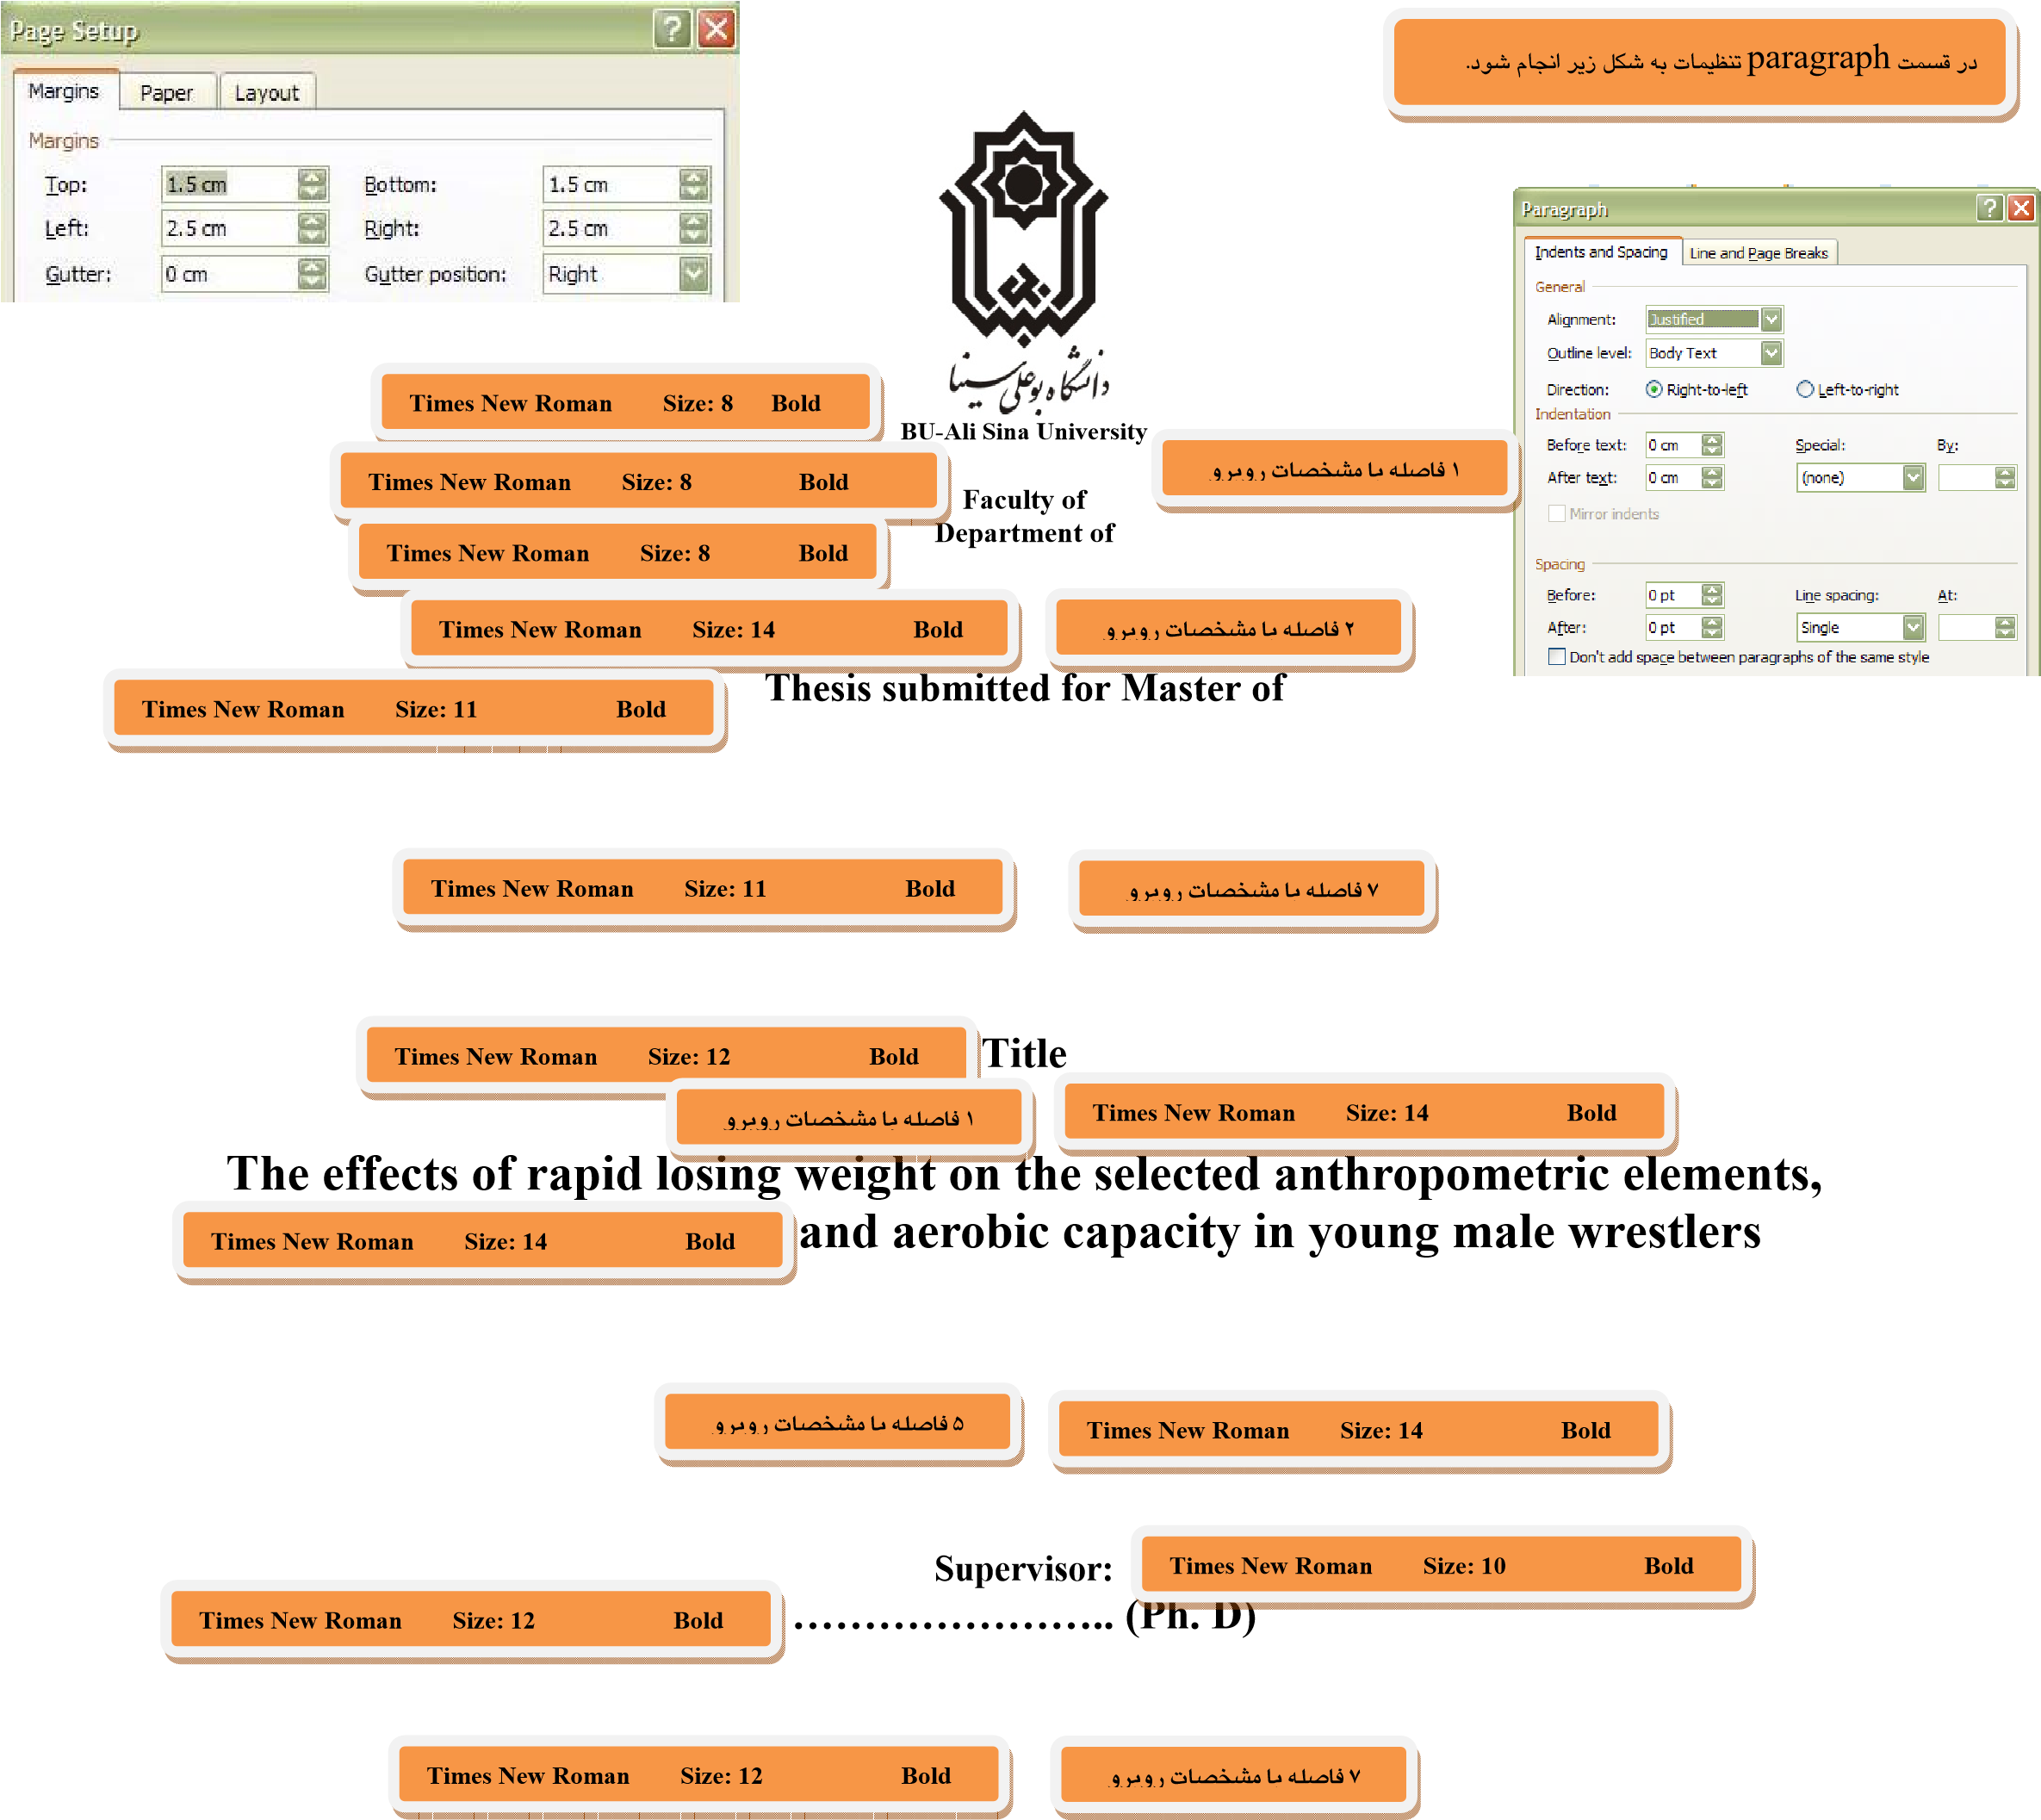 Page Setup
Margins Paper Layout
Margins
Top: 1.5 cm Bottom: 1.5 cm
Left: 2.5 cm Right: 2.5 cm
Gutter: 0 cm Gutter position: Right
در قسمت paragraph تنظیمات به شکل زیر انجام شود.
Paragraph
Indents and Spacing Line and Page Breaks
General
Alignment: Justified
Outline level: Body Text
Direction: Right-to-left Left-to-right
Indentation
Before text: 0 cm Special: By:
After text: 0 cm (none)
Mirror indents
Spacing
Before: 0 pt Line spacing: At:
After: 0 pt Single
Don't add space between paragraphs of the same style
دانشگاه بوعلی سینا
Times New Roman Size: 8 Bold
BU-Ali Sina University
Times New Roman Size: 8 Bold
۱ فاصله با مشخصات روبرو
Faculty of
Department of
Times New Roman Size: 8 Bold
Times New Roman Size: 14 Bold
۲ فاصله با مشخصات روبرو
Thesis submitted for Master of
Times New Roman Size: 11 Bold
Times New Roman Size: 11 Bold
۷ فاصله با مشخصات روبرو
Times New Roman Size: 12 Bold
Title
۱ فاصله با مشخصات روبرو
Times New Roman Size: 14 Bold
The effects of rapid losing weight on the selected anthropometric elements,
Times New Roman Size: 14 Bold
and aerobic capacity in young male wrestlers
۵ فاصله با مشخصات روبرو
Times New Roman Size: 14 Bold
Supervisor:
Times New Roman Size: 10 Bold
Times New Roman Size: 12 Bold
………………….. (Ph. D)
Times New Roman Size: 12 Bold
۷ فاصله با مشخصات روبرو